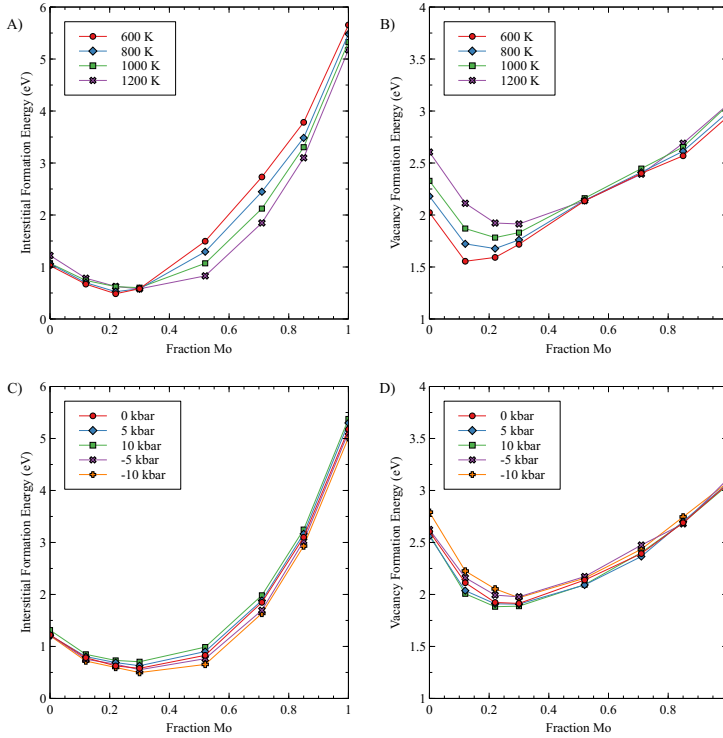 A)
6
5
4
3
2
1
0
Interstitial Formation Energy (eV)
600 K
800 K
1000 K
1200 K
0 0.2 0.4 0.6 0.8 1
Fraction Mo
B)
4
3.5
3
2.5
2
1.5
1
Vacancy Formation Energy (eV)
600 K
800 K
1000 K
1200 K
0 0.2 0.4 0.6 0.8
Fraction Mo
C)
6
5
4
3
2
1
0
Interstitial Formation Energy (eV)
0 kbar
5 kbar
10 kbar
-5 kbar
-10 kbar
0 0.2 0.4 0.6 0.8 1
Fraction Mo
D)
4
3.5
3
2.5
2
1.5
1
Vacancy Formation Energy (eV)
0 kbar
5 kbar
10 kbar
-5 kbar
-10 kbar
0 0.2 0.4 0.6 0.8
Fraction Mo